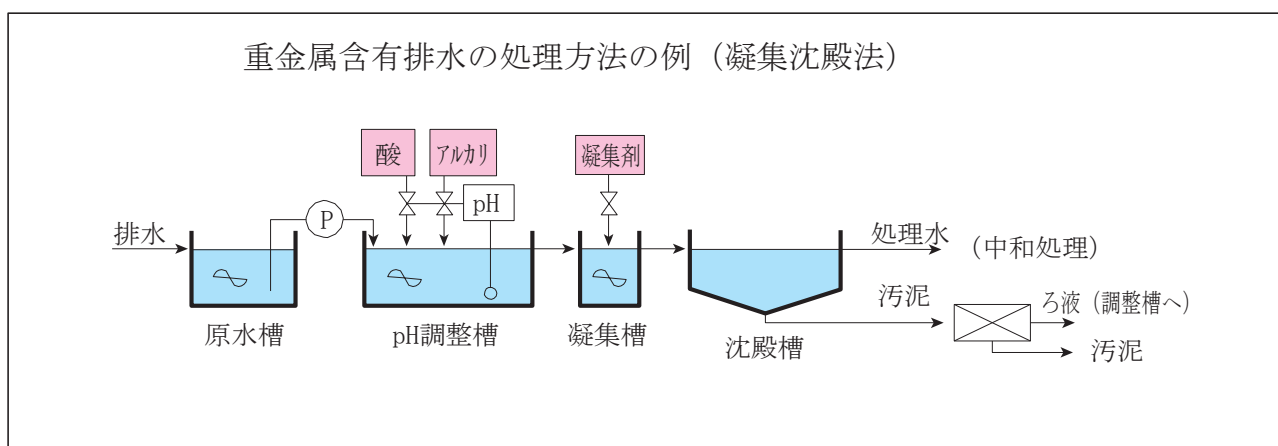 重金属含有排水の処理方法の例（凝集沈殿法）
酸
アルカリ
凝集剤
pH
P
排水
処理水
（中和処理）
原水槽
pH調整槽
凝集槽
沈殿槽
汚泥
ろ液（調整槽へ）
汚泥